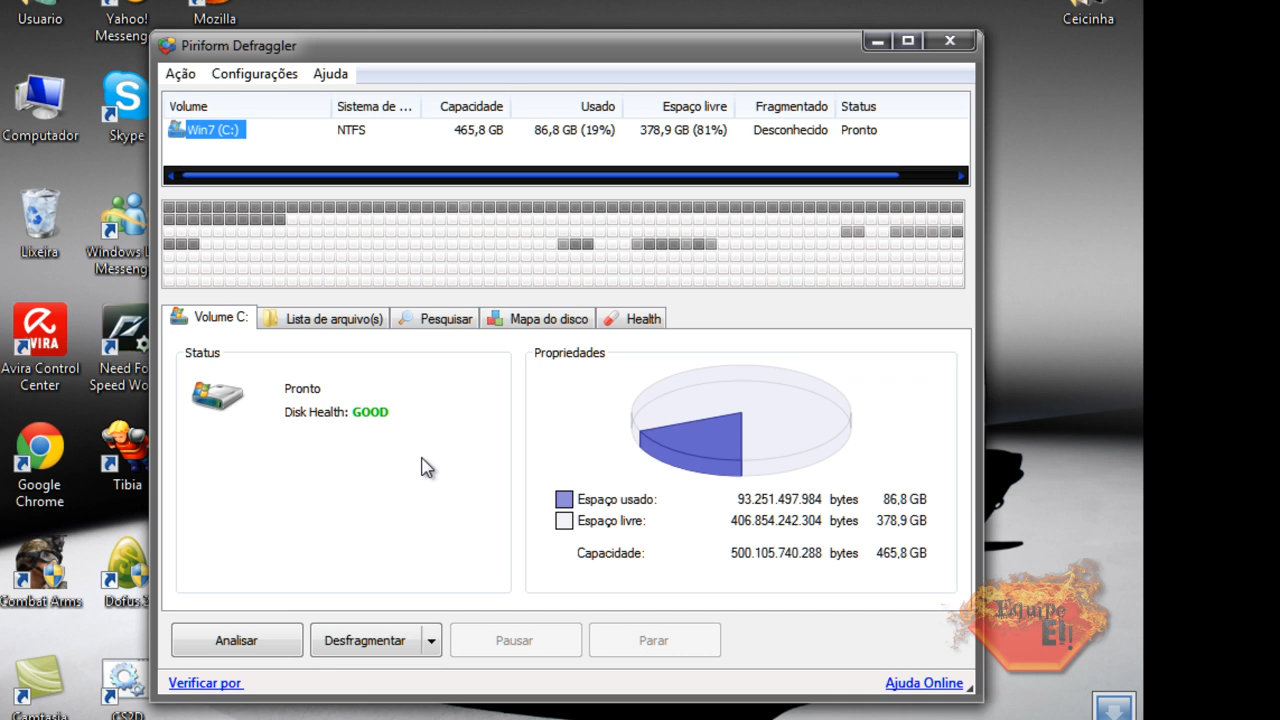 Usuario
Yahoo!
Messeng
Mozilla
Ceicinha
Piriform Defraggler
Ação Configurações Ajuda
Volume Sistema de ... Capacidade Usado Espaço livre Fragmentado Status
Win7 (C:) NTFS 465,8 GB 86,8 GB (19%) 378,9 GB (81%) Desconhecido Pronto
Computador
Skype
Lixeira
Windows L
Messeng
Volume C: Lista de arquivo(s) Pesquisar Mapa do disco Health
AVIRA
Avira Control
Center
Need Fo
Speed Wo
Status
Pronto
Disk Health: GOOD
Propriedades
Espaço usado: 93.251.497.984 bytes 86,8 GB
Espaço livre: 406.854.242.304 bytes 378,9 GB
Capacidade: 500.105.740.288 bytes 465,8 GB
Google
Chrome
Tibia
Combat Arms
Dofus.2
Analisar Desfragmentar Pausar Parar
Verificar por Ajuda Online
Equipe
E!!
Camtasia
CS2D